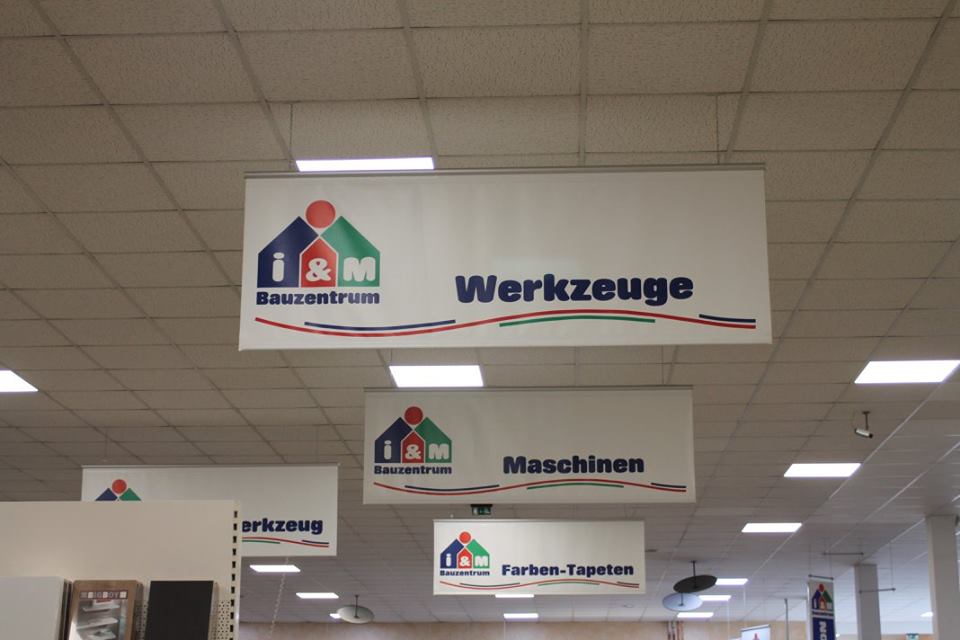 i & M
Bauzentrum
Werkzeuge
i & M
Bauzentrum
Maschinen
erkzeug
i & M
Bauzentrum
Farben-Tapeten